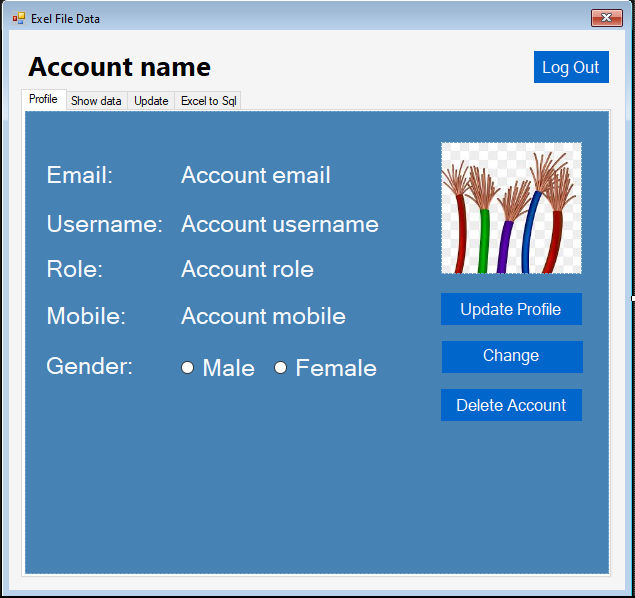 Exel File Data
Account name
Log Out
Profile Show data Update Excel to Sql
Email: Account email
Username: Account username
Role: Account role
Mobile: Account mobile
Gender: Male Female
Update Profile
Change
Delete Account